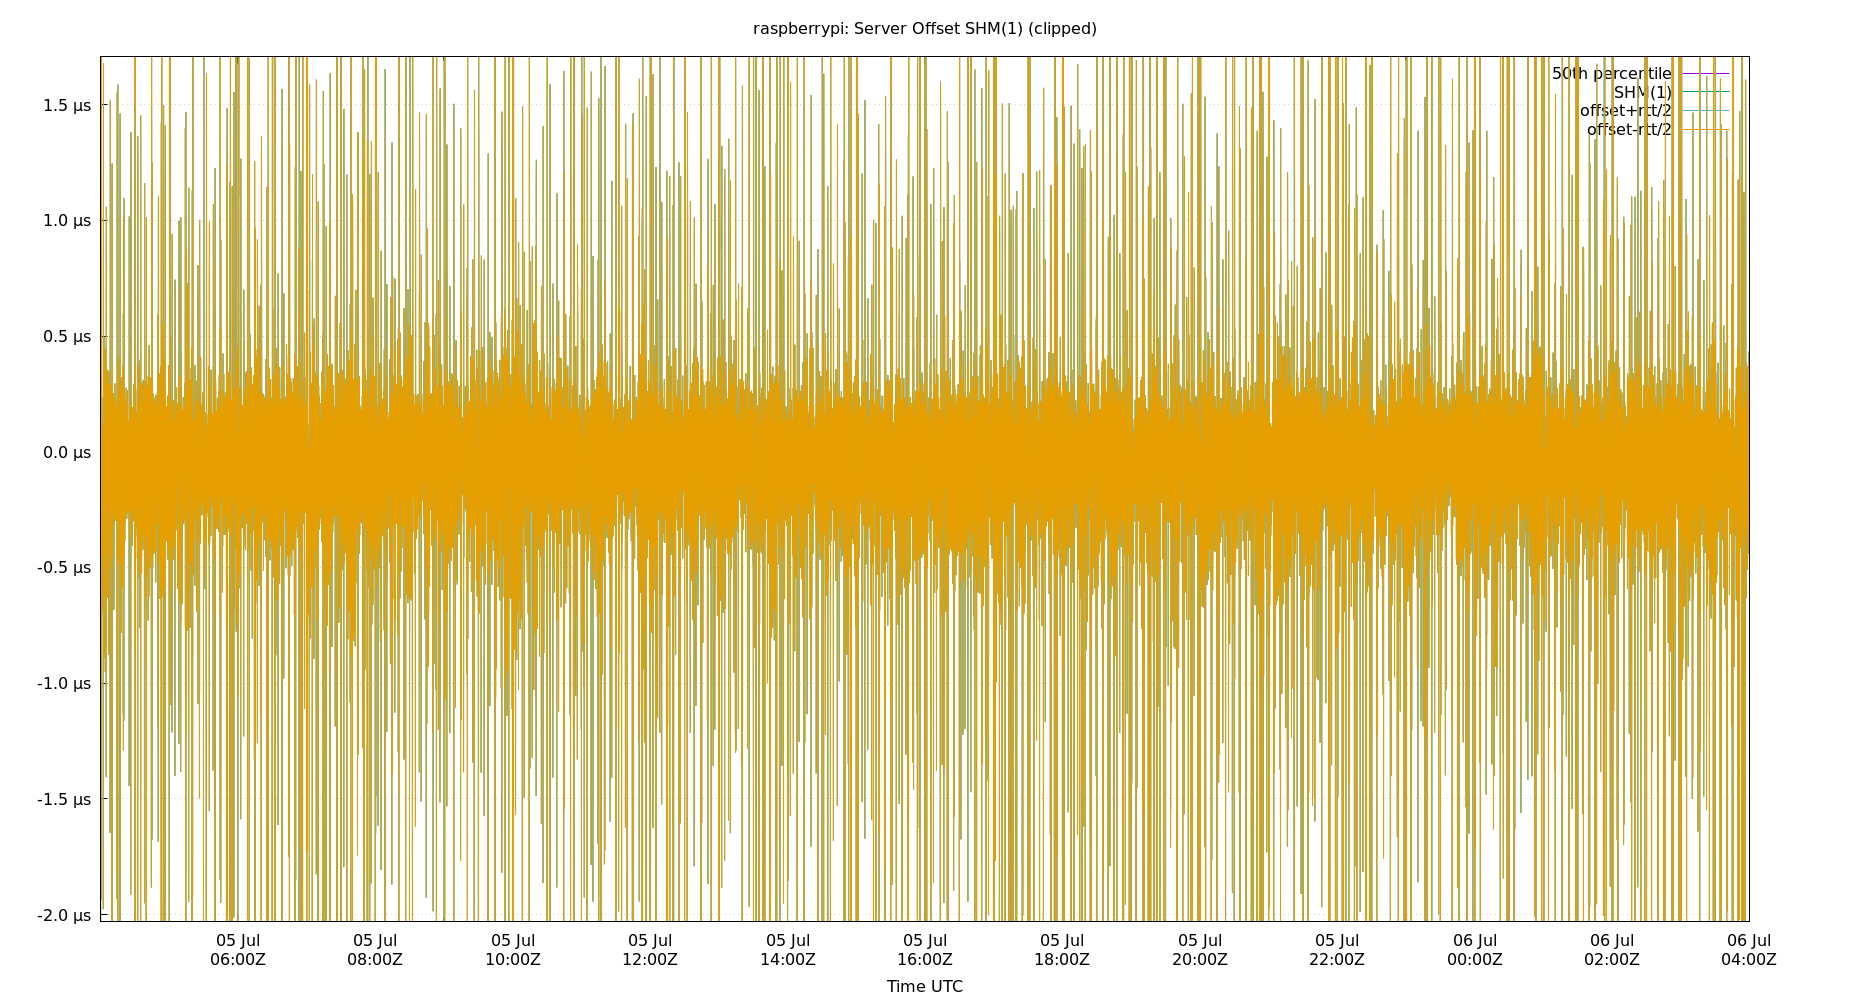 raspberrypi: Server Offset SHM(1) (clipped)
50th percentile
SHM(1)
offset+rtt/2
offset-rtt/2
1.5 μs
1.0 μs
0.5 μs
0.0 μs
-0.5 μs
-1.0 μs
-1.5 μs
-2.0 μs
05 Jul 05 Jul 05 Jul 05 Jul 05 Jul 05 Jul 05 Jul 05 Jul 05 Jul 06 Jul 06 Jul 06 Jul
06:00Z 08:00Z 10:00Z 12:00Z 14:00Z 16:00Z 18:00Z 20:00Z 22:00Z 00:00Z 02:00Z 04:00Z
Time UTC